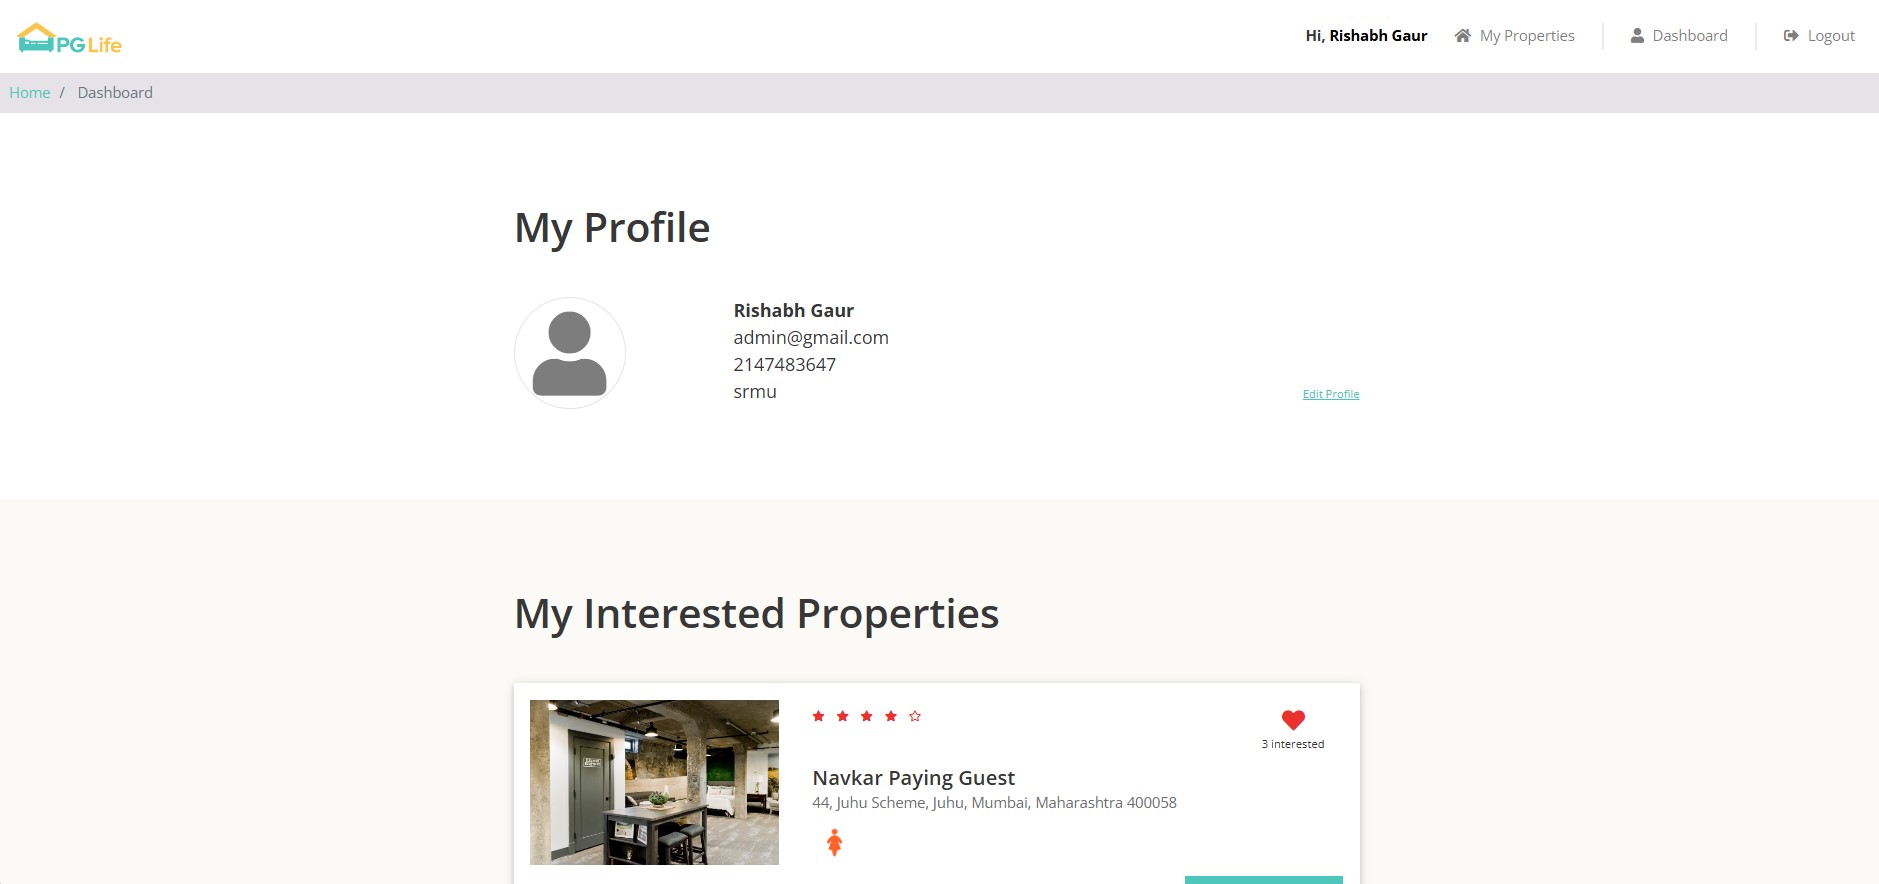 PG Life
Hi, Rishabh Gaur
My Properties
Dashboard
Logout
Home / Dashboard
My Profile
Rishabh Gaur
admin@gmail.com
2147483647
srmu
Edit Profile
My Interested Properties
3 interested
Navkar Paying Guest
44, Juhu Scheme, Juhu, Mumbai, Maharashtra 400058